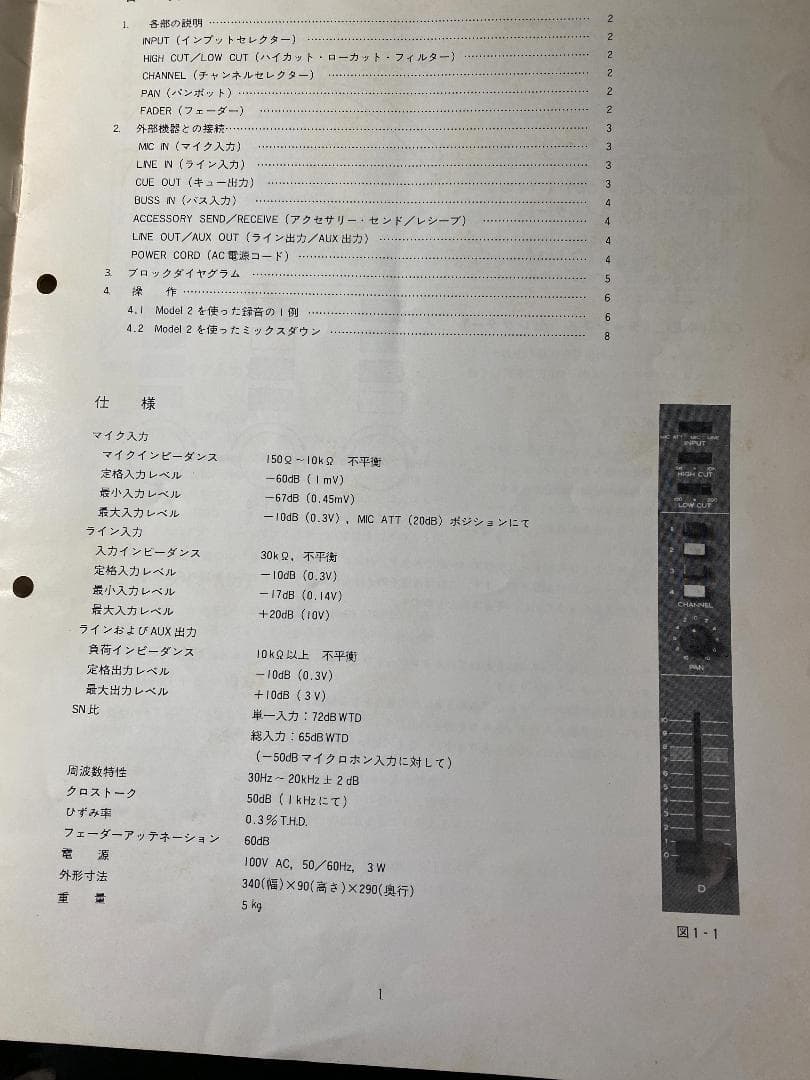 1. 各部の説明 2
INPUT（インプットセレクター） 2
HIGH CUT／LOW CUT（ハイカット・ローカット・フィルター） 2
CHANNEL（チャンネルセレクター） 2
PAN（パンポット） 2
FADER（フェーダー） 2
2. 外部機器との接続 3
MIC IN（マイク入力） 3
LINE IN（ライン入力） 3
CUE OUT（キュー出力） 3
BUSS IN（バス入力） 4
ACCESSORY SEND／RECEIVE（アクセサリー・センド／レシーブ） 4
LINE OUT／AUX OUT（ライン出力／AUX出力） 4
POWER CORD（AC電源コード） 4
3. ブロックダイヤグラム 5
4. 操作 6
4.1 Model 2を使った録音の1例 6
4.2 Model 2を使ったミックスダウン 8
仕様
マイク入力
マイクインピーダンス 150Ω～10kΩ 不平衡
定格入力レベル －60dB（1mV）
最小入力レベル －67dB（0.45mV）
最大入力レベル －10dB（0.3V），MIC ATT（20dB）ポジションにて
ライン入力
入力インピーダンス 30kΩ，不平衡
定格入力レベル －10dB（0.3V）
最小入力レベル －17dB（0.14V）
最大入力レベル ＋20dB（10V）
ラインおよびAUX出力
負荷インピーダンス 10kΩ以上 不平衡
定格出力レベル －10dB（0.3V）
最大出力レベル ＋10dB（3V）
SN比 単一入力：72dB WTD
総入力：65dB WTD
（－50dBマイクロホン入力に対して）
周波数特性 30Hz～20kHz±2dB
クロストーク 50dB（1kHzにて）
ひずみ率 0.3％T.H.D.
フェーダーアッテネーション 60dB
電源 100V AC，50／60Hz，3W
外形寸法 340(幅)×90(高さ)×290(奥行)
重量 5kg
MIC ATT MIC LINE
INPUT
HIGH CUT
LOW CUT
1
2
3
4
CHANNEL
PAN
10
9
8
7
6
5
4
3
2
1
0
D
図1-1
1